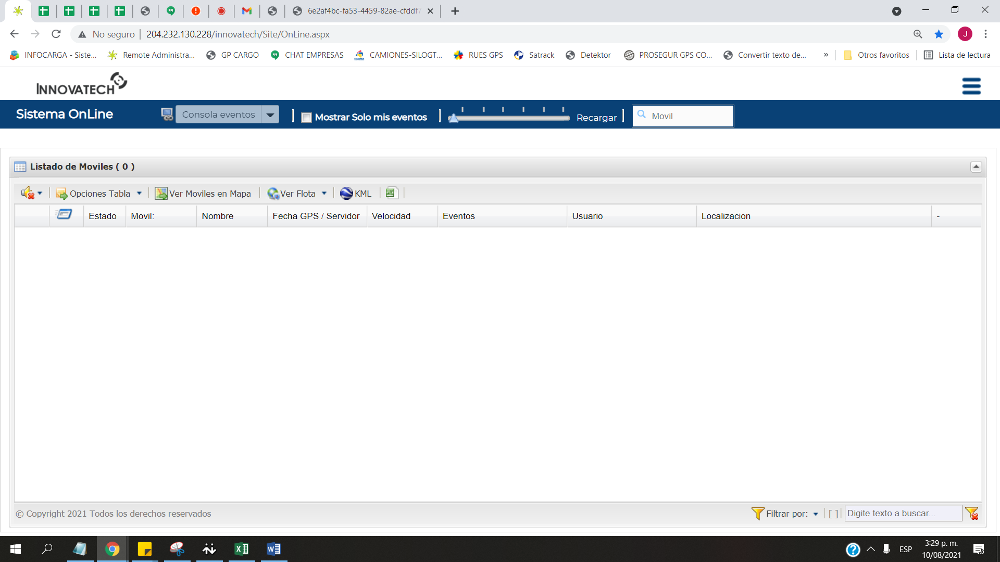 6e2af4bc-fa53-4459-82ae-cfddf7
No seguro | 204.232.130.228/innovatech/Site/OnLine.aspx
J
INFOCARGA - Siste... Remote Administra... GP CARGO CHAT EMPRESAS CAMIONES-SILOGT... RUES GPS Satrack Detektor PROSEGUR GPS CO... Convertir texto de... » Otros favoritos Lista de lectura
INNOVATECH
Sistema OnLine Consola eventos Mostrar Solo mis eventos Recargar Movil
Listado de Moviles ( 0 )
Opciones Tabla Ver Moviles en Mapa Ver Flota KML
Estado Movil: Nombre Fecha GPS / Servidor Velocidad Eventos Usuario Localizacion -
© Copyright 2021 Todos los derechos reservados Filtrar por: [ ] Digite texto a buscar...
ESP 3:29 p. m.
10/08/2021